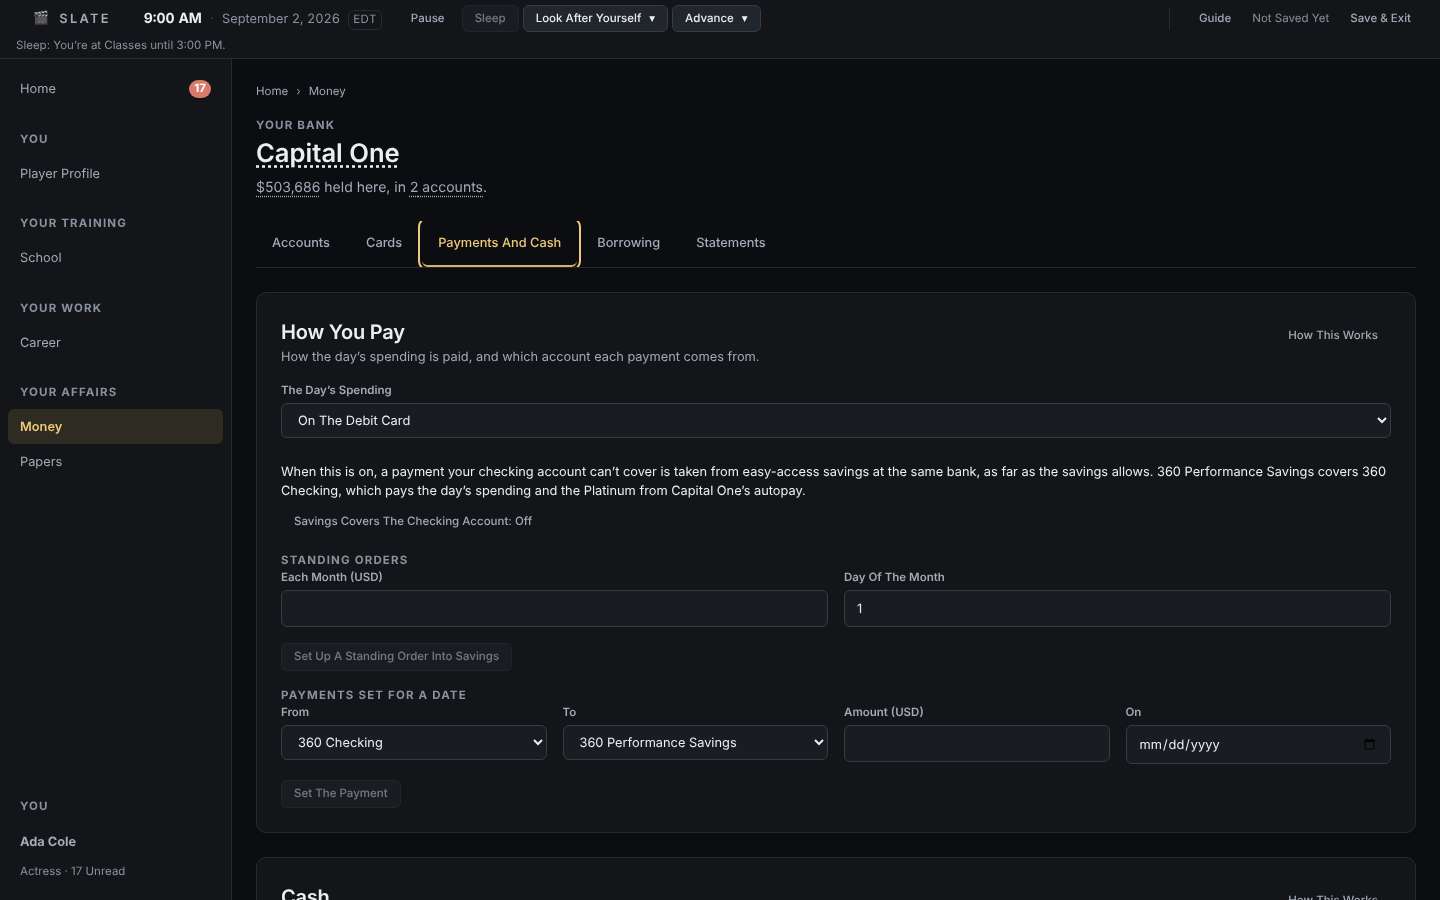 SLATE
9:00 AM · September 2, 2026 EDT
Pause
Sleep
Look After Yourself ▾
Advance ▾
Guide
Not Saved Yet
Save & Exit
Sleep: You're at Classes until 3:00 PM.
Home
17
YOU
Player Profile
YOUR TRAINING
School
YOUR WORK
Career
YOUR AFFAIRS
Money
Papers
YOU
Ada Cole
Actress · 17 Unread
Home › Money
YOUR BANK
Capital One
$503,686 held here, in 2 accounts.
Accounts
Cards
Payments And Cash
Borrowing
Statements
How You Pay
How This Works
How the day's spending is paid, and which account each payment comes from.
The Day's Spending
On The Debit Card
When this is on, a payment your checking account can't cover is taken from easy-access savings at the same bank, as far as the savings allows. 360 Performance Savings covers 360
Checking, which pays the day's spending and the Platinum from Capital One's autopay.
Savings Covers The Checking Account: Off
STANDING ORDERS
Each Month (USD)
Day Of The Month
1
Set Up A Standing Order Into Savings
PAYMENTS SET FOR A DATE
From
To
Amount (USD)
On
360 Checking
360 Performance Savings
mm/dd/yyyy
Set The Payment
Cash
How This Works